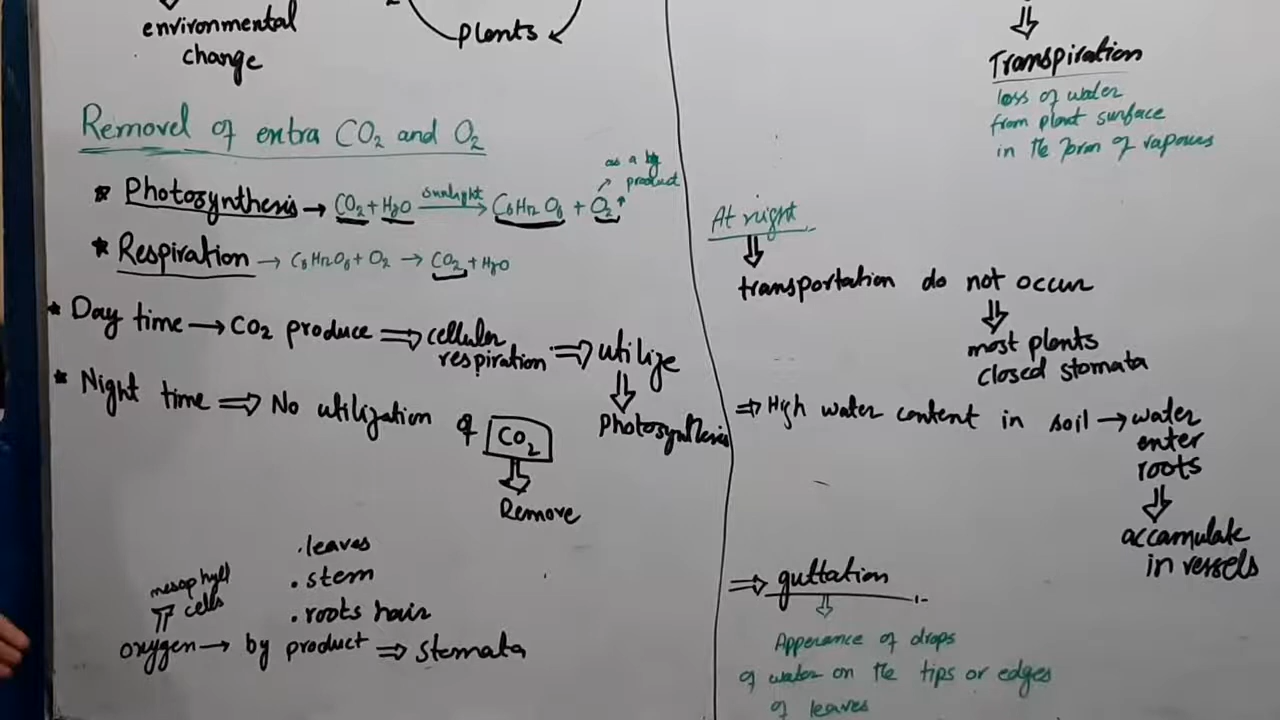 environmental
change
plants
Removel of extra CO₂ and O₂
* Photosynthesis → CO₂ + H₂O sunlight→ C₆H₁₂O₆ + O₂↑
as a by
product
* Respiration → C₆H₁₂O₆ + O₂ → CO₂ + H₂O
* Day time → CO₂ produce ⇒ cellular
respiration ⇒ utilize
⇓
Photosynthesis
* Night time ⇒ No utilization of CO₂
⇓
Remove
. leaves
. stem
. roots hair
mesophyll
cells
oxygen → by product ⇒ stomata
⇓
Transpiration
loss of water
from plant surface
in the form of vapours
At night
⇓
transportation do not occur
⇓
most plants
closed stomata
⇒ High water content in soil → water
enter
roots
⇓
accamulate
in vessels
⇒ guttation
⇓
Apperance of drops
of water on the tips or edges
of leaves